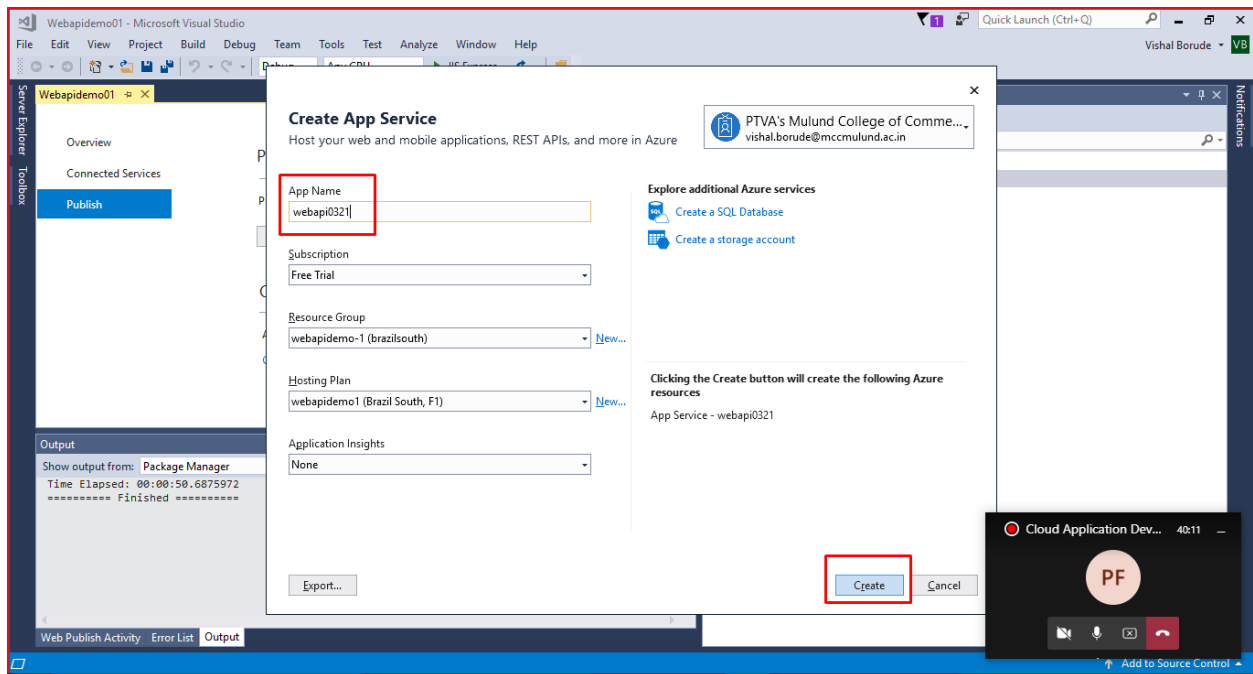 Webapidemo01 - Microsoft Visual Studio
1
Quick Launch (Ctrl+Q)
File Edit View Project Build Debug Team Tools Test Analyze Window Help
Vishal Borude
VB
Server Explorer
Toolbox
Webapidemo01
Notifications
Overview
Connected Services
Publish
Create App Service
Host your web and mobile applications, REST APIs, and more in Azure
PTVA's Mulund College of Comme...
vishal.borude@mccmulund.ac.in
App Name
webapi0321
Subscription
Free Trial
Resource Group
webapidemo-1 (brazilsouth)
New...
Hosting Plan
webapidemo1 (Brazil South, F1)
New...
Application Insights
None
Explore additional Azure services
SQL
Create a SQL Database
Create a storage account
Clicking the Create button will create the following Azure
resources
App Service - webapi0321
Export...
Create
Cancel
Output
Show output from: Package Manager
Time Elapsed: 00:00:50.6875972
========== Finished ==========
Web Publish Activity Error List Output
Cloud Application Dev... 40:11
PF
Add to Source Control